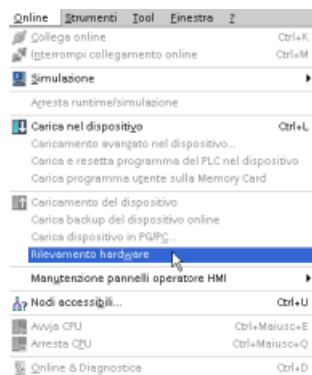 Online Strumenti Tool Finestra ?
Collega online Ctrl+K
Interrompi collegamento online Ctrl+M
Simulazione
Arresta runtime/simulazione
Carica nel dispositivo Ctrl+L
Caricamento avanzato nel dispositivo...
Carica e resetta programma del PLC nel dispositivo
Carica programma utente sulla Memory Card
Caricamento del dispositivo
Carica backup del dispositivo online
Carica dispositivo in PG/PC...
Rilevamento hardware
Manutenzione pannelli operatore HMI
Nodi accessibili... Ctrl+U
Avvia CPU Ctrl+Maiusc+E
Arresta CPU Ctrl+Maiusc+Q
Online & Diagnostica Ctrl+D